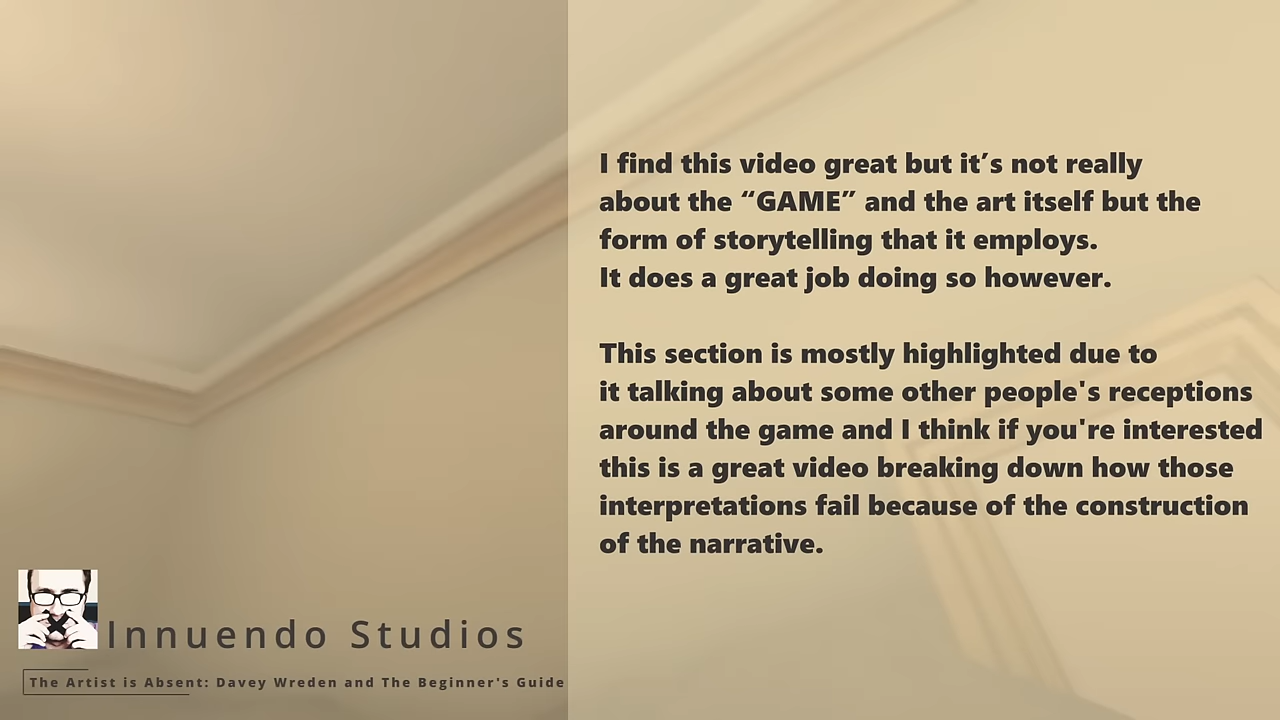 I find this video great but it’s not really
about the “GAME” and the art itself but the
form of storytelling that it employs.
It does a great job doing so however.
This section is mostly highlighted due to
it talking about some other people's receptions
around the game and I think if you're interested
this is a great video breaking down how those
interpretations fail because of the construction
of the narrative.
Innuendo Studios
The Artist is Absent: Davey Wreden and The Beginner's Guide